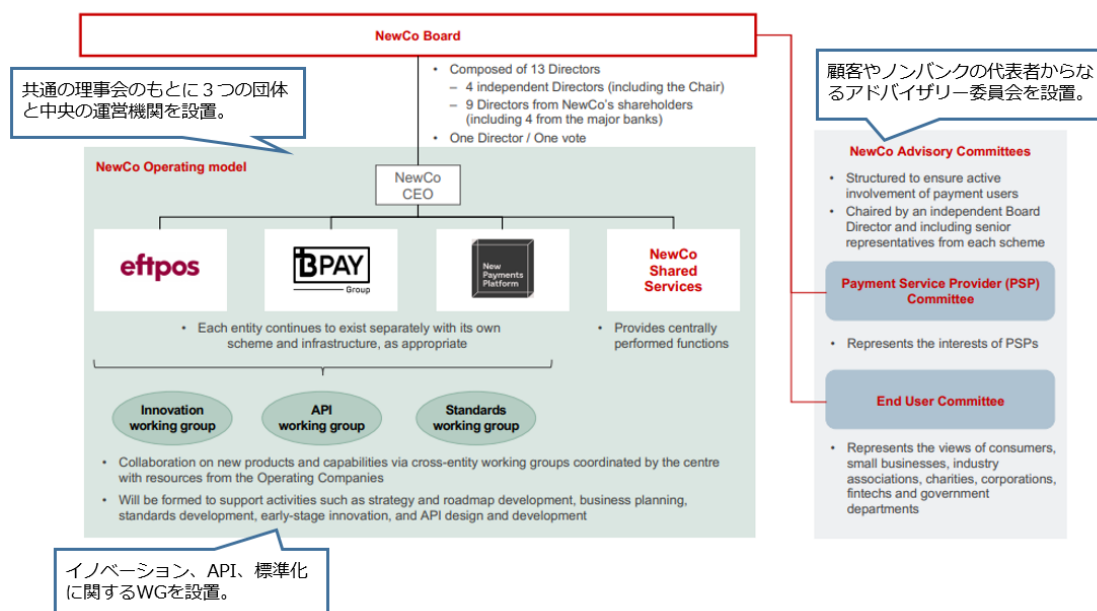 NewCo Board
共通の理事会のもとに３つの団体
と中央の運営機関を設置。
• Composed of 13 Directors
– 4 independent Directors (including the Chair)
– 9 Directors from NewCo's shareholders
(including 4 from the major banks)
• One Director / One vote
顧客やノンバンクの代表者からな
るアドバイザリー委員会を設置。
NewCo Operating model
NewCo
CEO
eftpos
BPAY
Group
New
Payments
Platform
NewCo
Shared
Services
• Each entity continues to exist separately with its own
scheme and infrastructure, as appropriate
• Provides centrally
performed functions
Innovation
working group
API
working group
Standards
working group
• Collaboration on new products and capabilities via cross-entity working groups coordinated by the centre
with resources from the Operating Companies
• Will be formed to support activities such as strategy and roadmap development, business planning,
standards development, early-stage innovation, and API design and development
イノベーション、API、標準化
に関するWGを設置。
NewCo Advisory Committees
• Structured to ensure active
involvement of payment users
• Chaired by an independent Board
Director and including senior
representatives from each scheme
Payment Service Provider (PSP)
Committee
• Represents the interests of PSPs
End User Committee
• Represents the views of consumers,
small businesses, industry
associations, charities, corporations,
fintechs and government
departments